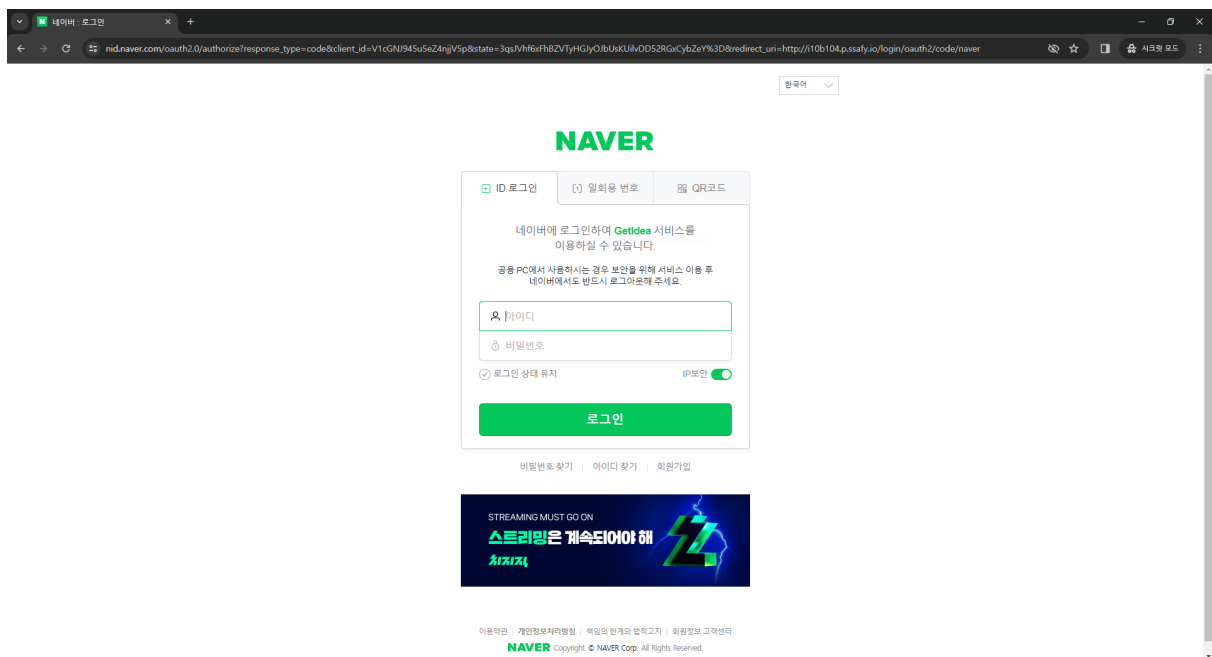 네이버 : 로그인
nid.naver.com/oauth2.0/authorize?response_type=code&client_id=V1cGNJ945u5eZ4njjV5p&state=3qsJVhf6xFhBZVTyHGJyOJbUsKUilvDD52RGxCybZeY%3D&redirect_uri=http://i10b104.p.ssafy.io/login/oauth2/code/naver
시크릿 모드
한국어
NAVER
ID 로그인
일회용 번호
QR코드
네이버에 로그인하여 GetIdea 서비스를
이용하실 수 있습니다.
공용 PC에서 사용하시는 경우 보안을 위해 서비스 이용 후
네이버에서도 반드시 로그아웃해 주세요.
아이디
비밀번호
로그인 상태 유지
IP보안
로그인
비밀번호 찾기 | 아이디 찾기 | 회원가입
STREAMING MUST GO ON
스트리밍은 계속되어야 해
치지직
이용약관 | 개인정보처리방침 | 책임의 한계와 법적고지 | 회원정보 고객센터
NAVER Copyright © NAVER Corp. All Rights Reserved.